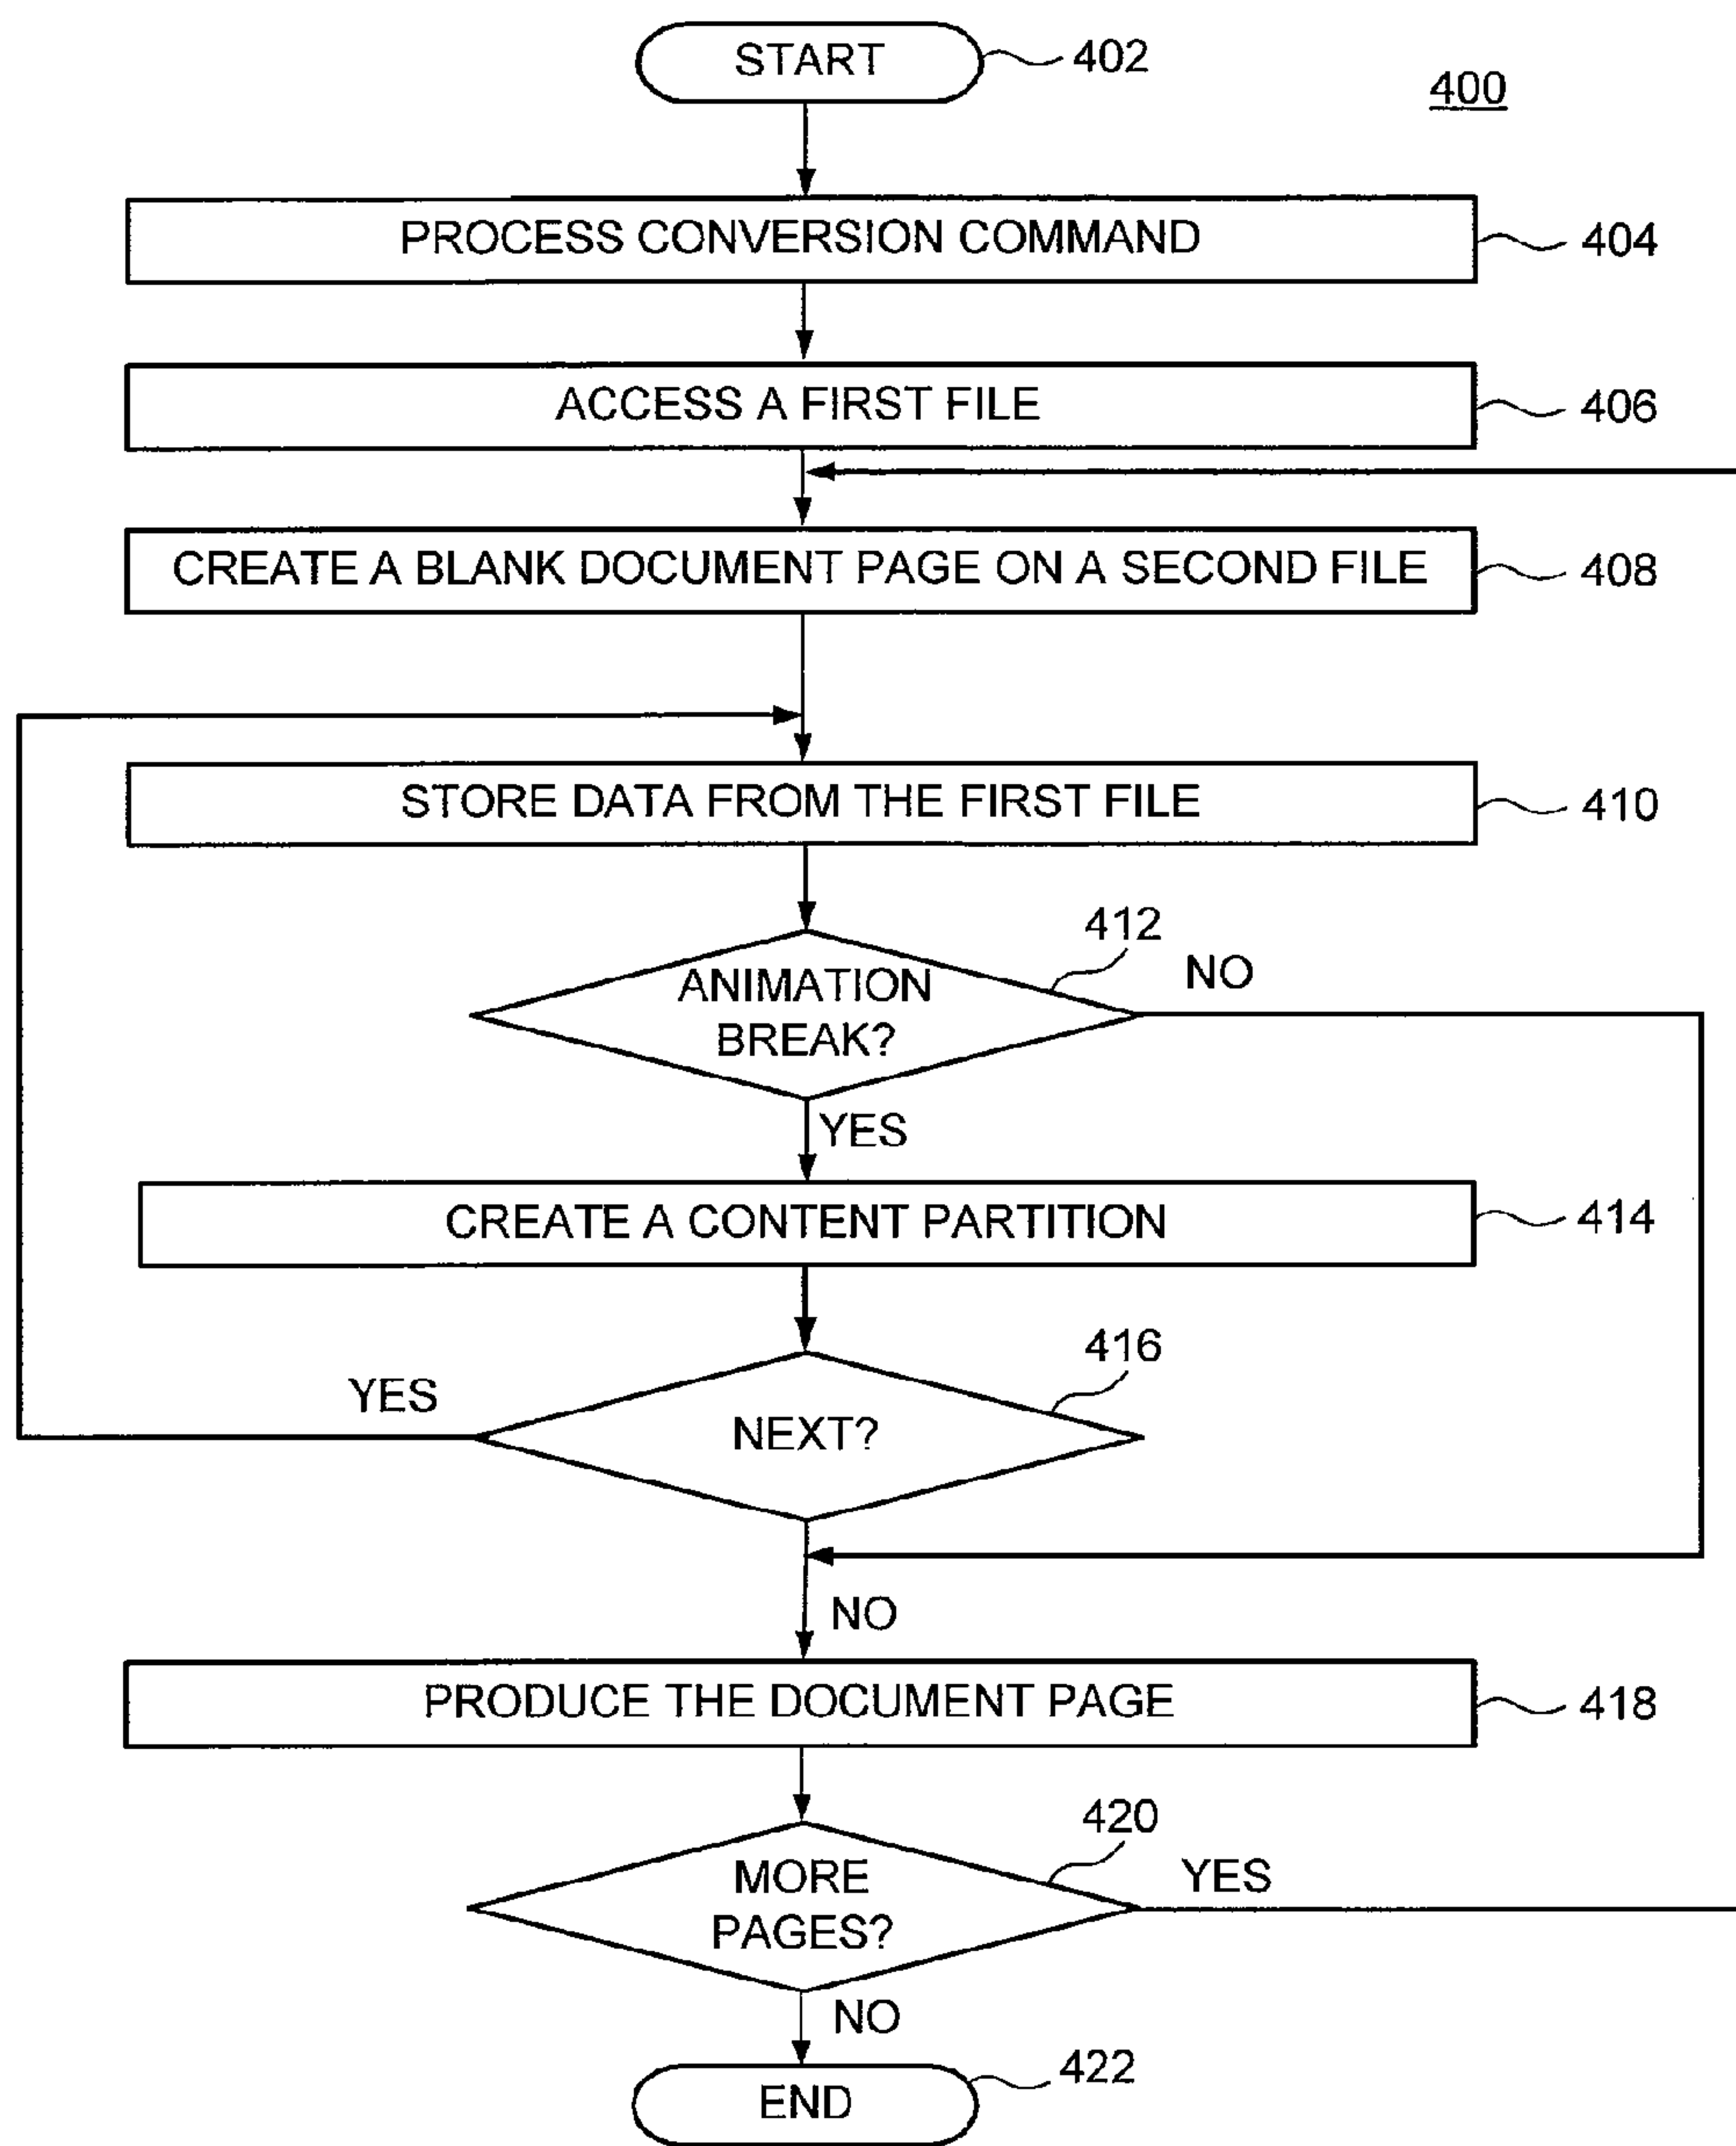 START
402
400
PROCESS CONVERSION COMMAND
404
ACCESS A FIRST FILE
406
CREATE A BLANK DOCUMENT PAGE ON A SECOND FILE
408
STORE DATA FROM THE FIRST FILE
410
412
ANIMATION
BREAK?
NO
YES
CREATE A CONTENT PARTITION
414
416
YES
NEXT?
NO
PRODUCE THE DOCUMENT PAGE
418
420
MORE
PAGES?
YES
NO
END
422